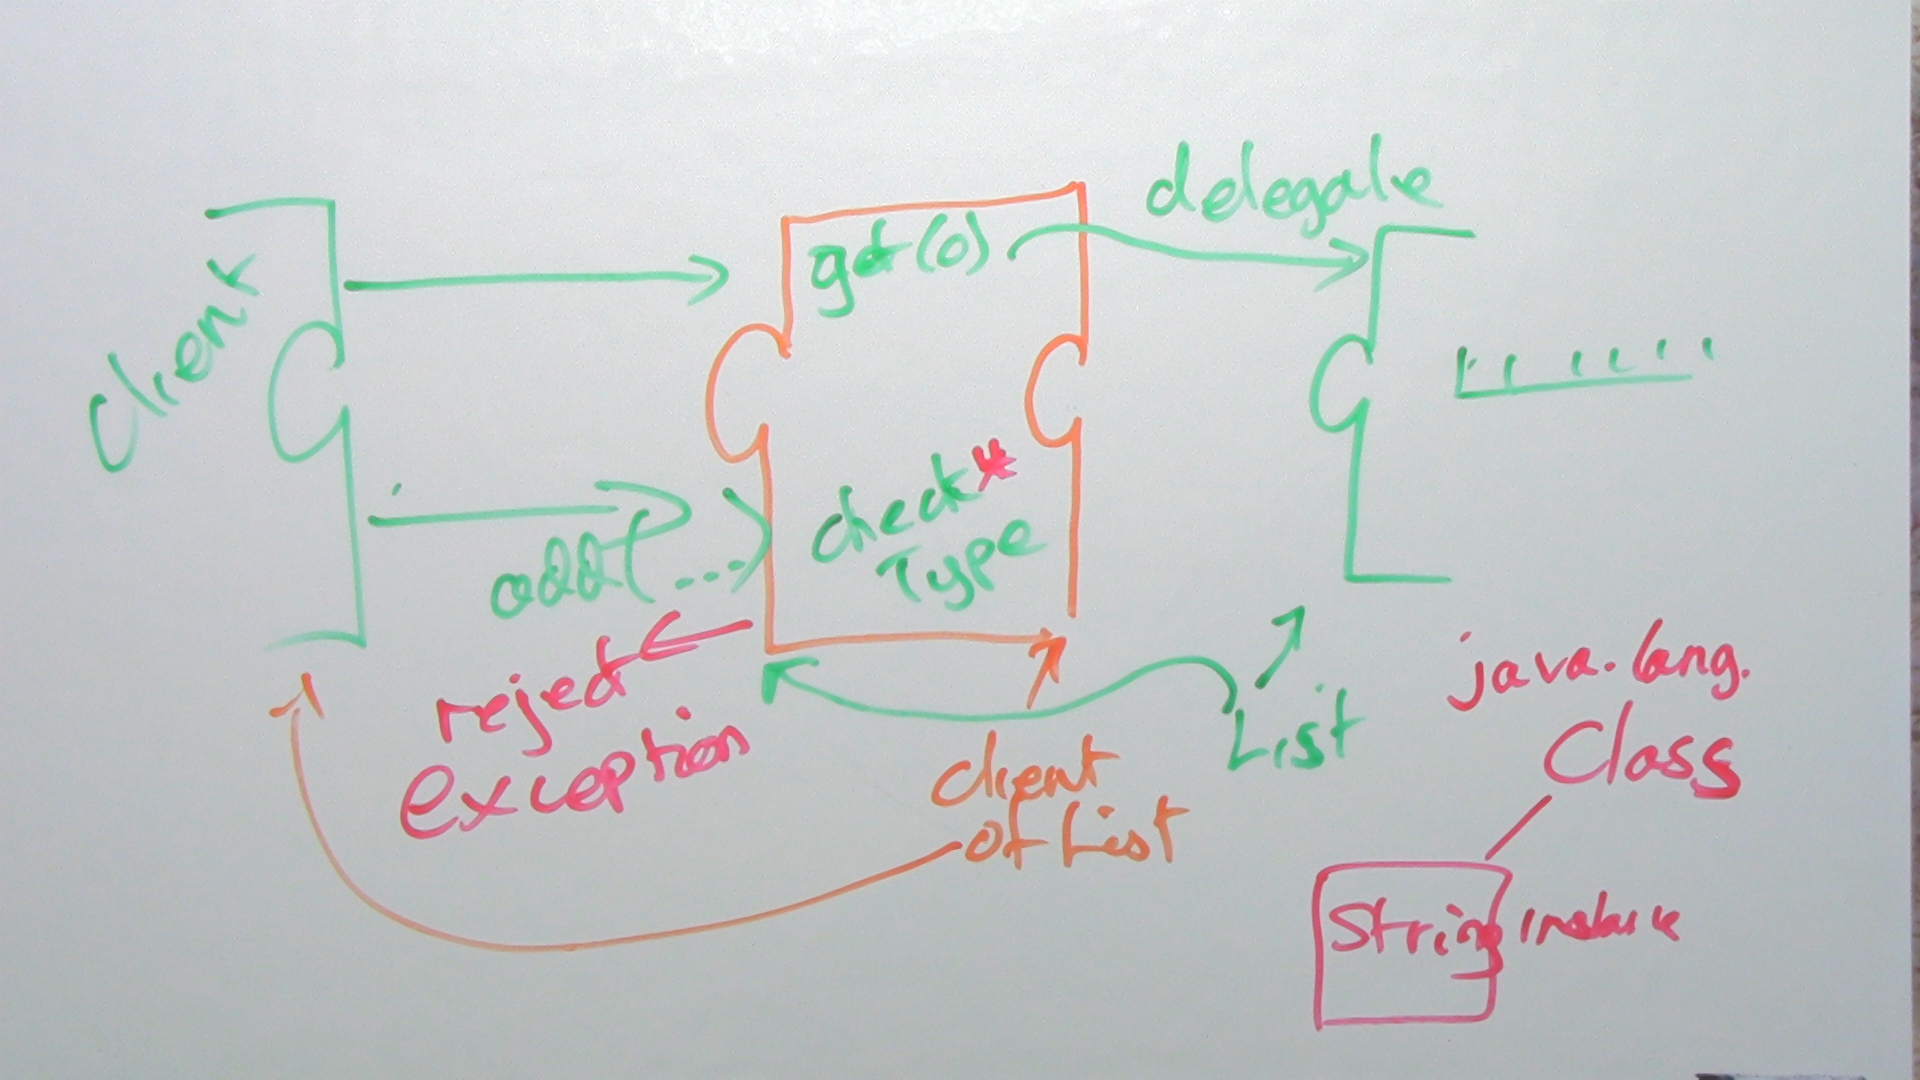 delegate
get(0)
client
check*
Type
add(...)
reject
exception
java.lang.
Class
List
client
of List
String instance